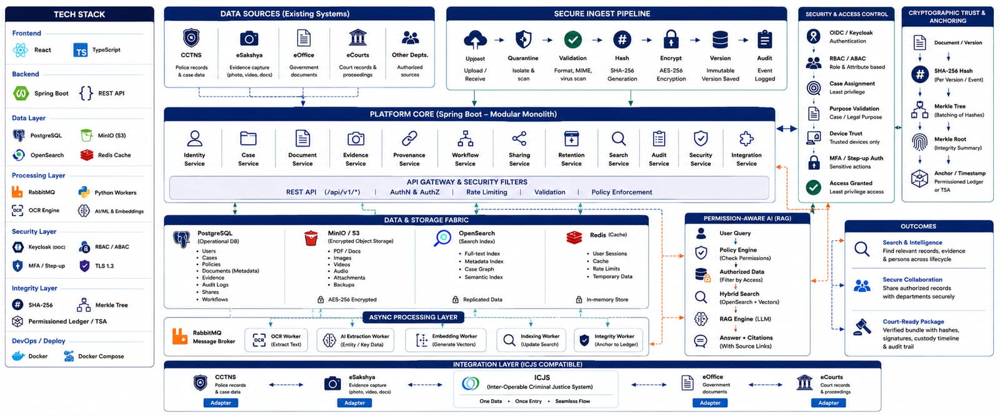 TECH STACK
Frontend
React
TypeScript
Backend
Spring Boot
REST API
Data Layer
PostgreSQL
MinIO (S3)
OpenSearch
Redis Cache
Processing Layer
RabbitMQ
Python Workers
OCR Engine
AI/ML & Embeddings
Security Layer
Keycloak (OIDC)
RBAC / ABAC
MFA / Step-up
TLS 1.3
Integrity Layer
SHA-256
Merkle Tree
Permissioned Ledger / TSA
DevOps / Deploy
Docker
Docker Compose
DATA SOURCES (Existing Systems)
CCTNS
Police records
& case data
eSakshya
Evidence capture
(photo, video, docs)
eOffice
Government
documents
eCourts
Court records &
proceedings
Other Depts.
Authorized
sources
SECURE INGEST PIPELINE
Upjoast
Upload /
Receive
Quarantine
Isolate &
scan
Validation
Format, MIME,
virus scan
Hash
SHA-256
Generation
Encrypt
AES-256
Encryption
Version
Immutable
Version Saved
Audit
Event
Logged
SECURITY & ACCESS CONTROL
OIDC / Keycloak
Authentication
RBAC / ABAC
Role & Attribute based
Case Assignment
Least privilege
Purpose Validation
Case / Legal Purpose
Device Trust
Trusted devices only
MFA / Step-up Auth
Sensitive actions
Access Granted
Least privilege access
CRYPTOGRAPHIC TRUST &
ANCHORING
Document / Version
SHA-256 Hash
(Per Version / Event)
Merkle Tree
(Batching of Hashes)
Merkle Root
(Integrity Summary)
Anchor / Timestamp
Permissioned Ledger
or TSA
PLATFORM CORE (Spring Boot – Modular Monolith)
Identity
Service
Case
Service
Document
Service
Evidence
Service
Provenance
Service
Workflow
Service
Sharing
Service
Retention
Service
Search
Service
Audit
Service
Security
Service
Integration
Service
API GATEWAY & SECURITY FILTERS
REST API (/api/v1/*) | AuthN & AuthZ | Rate Limiting | Validation | Policy Enforcement
DATA & STORAGE FABRIC
PostgreSQL
(Operational DB)
• Users
• Cases
• Policies
• Documents (Metadata)
• Evidence
• Audit Logs
• Shares
• Workflows
MinIO / S3
(Encrypted Object Storage)
• PDF / Docs
• Images
• Videos
• Audio
• Attachments
• Backups
AES-256 Encrypted
OpenSearch
(Search Index)
• Full-text Index
• Metadata Index
• Case Graph
• Semantic Index
Replicated Data
Redis (Cache)
• User Sessions
• Cache
• Rate Limits
• Temporary Data
In-memory Store
ASYNC PROCESSING LAYER
RabbitMQ
Message Broker
OCR
OCR Worker
(Extract Text)
AI Extraction Worker
(Entity / Key Data)
Embedding Worker
(Generate Vectors)
Indexing Worker
(Update Search)
Integrity Worker
(Anchor to Ledger)
PERMISSION-AWARE AI (RAG)
User Query
Policy Engine
(Check Permissions)
Authorized Data
(Filter by Access)
Hybrid Search
(OpenSearch + Vectors)
RAG Engine (LLM)
Answer + Citations
(With Source Links)
OUTCOMES
Search & Intelligence
Find relevant records, evidence
& persons across lifecycle
Secure Collaboration
Share authorized records
with departments securely
Court-Ready Package
Verified bundle with hashes,
signatures, custody timeline
& audit trail
INTEGRATION LAYER (ICJS COMPATIBLE)
CCTNS
Police records
& case data
Adapter
eSakshya
Evidence capture
(photo, video, docs)
Adapter
ICJS
(Inter-Operable Criminal Justice System)
One Data • Once Entry • Seamless Flow
eOffice
Government
documents
Adapter
eCourts
Court records
& proceedings
Adapter